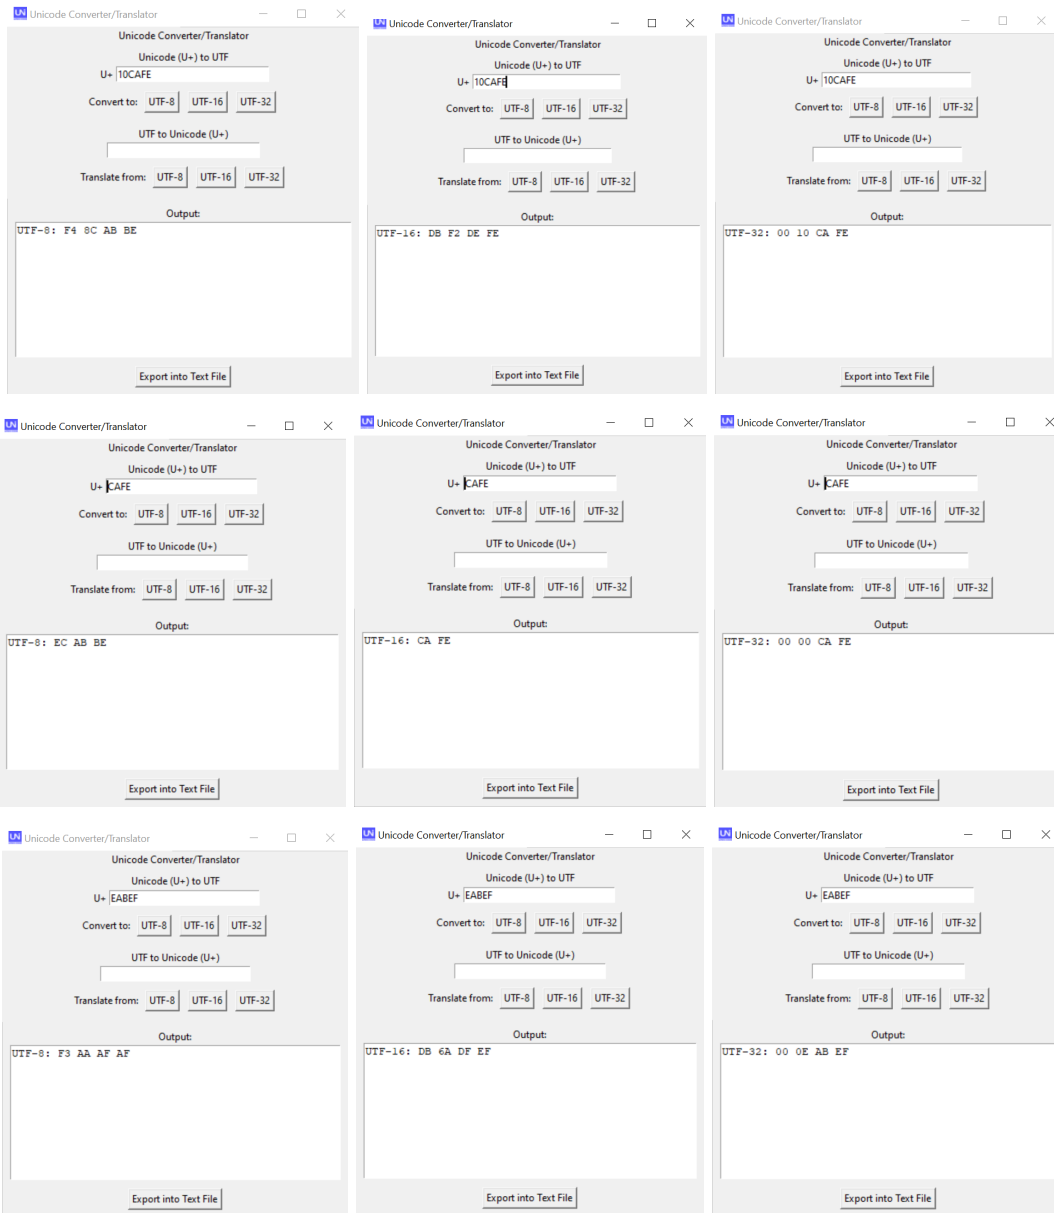 UN Unicode Converter/Translator
Unicode Converter/Translator
Unicode (U+) to UTF
U+ 10CAFE
Convert to: UTF-8 UTF-16 UTF-32
UTF to Unicode (U+)
Translate from: UTF-8 UTF-16 UTF-32
Output:
UTF-8: F4 8C AB BE
Export into Text File
UN Unicode Converter/Translator
Unicode Converter/Translator
Unicode (U+) to UTF
U+ 10CAFE
Convert to: UTF-8 UTF-16 UTF-32
UTF to Unicode (U+)
Translate from: UTF-8 UTF-16 UTF-32
Output:
UTF-16: DB F2 DE FE
Export into Text File
UN Unicode Converter/Translator
Unicode Converter/Translator
Unicode (U+) to UTF
U+ 10CAFE
Convert to: UTF-8 UTF-16 UTF-32
UTF to Unicode (U+)
Translate from: UTF-8 UTF-16 UTF-32
Output:
UTF-32: 00 10 CA FE
Export into Text File
UN Unicode Converter/Translator
Unicode Converter/Translator
Unicode (U+) to UTF
U+ CAFE
Convert to: UTF-8 UTF-16 UTF-32
UTF to Unicode (U+)
Translate from: UTF-8 UTF-16 UTF-32
Output:
UTF-8: EC AB BE
Export into Text File
UN Unicode Converter/Translator
Unicode Converter/Translator
Unicode (U+) to UTF
U+ CAFE
Convert to: UTF-8 UTF-16 UTF-32
UTF to Unicode (U+)
Translate from: UTF-8 UTF-16 UTF-32
Output:
UTF-16: CA FE
Export into Text File
UN Unicode Converter/Translator
Unicode Converter/Translator
Unicode (U+) to UTF
U+ CAFE
Convert to: UTF-8 UTF-16 UTF-32
UTF to Unicode (U+)
Translate from: UTF-8 UTF-16 UTF-32
Output:
UTF-32: 00 00 CA FE
Export into Text File
UN Unicode Converter/Translator
Unicode Converter/Translator
Unicode (U+) to UTF
U+ EABEF
Convert to: UTF-8 UTF-16 UTF-32
UTF to Unicode (U+)
Translate from: UTF-8 UTF-16 UTF-32
Output:
UTF-8: F3 AA AF AF
Export into Text File
UN Unicode Converter/Translator
Unicode Converter/Translator
Unicode (U+) to UTF
U+ EABEF
Convert to: UTF-8 UTF-16 UTF-32
UTF to Unicode (U+)
Translate from: UTF-8 UTF-16 UTF-32
Output:
UTF-16: DB 6A DF EF
Export into Text File
UN Unicode Converter/Translator
Unicode Converter/Translator
Unicode (U+) to UTF
U+ EABEF
Convert to: UTF-8 UTF-16 UTF-32
UTF to Unicode (U+)
Translate from: UTF-8 UTF-16 UTF-32
Output:
UTF-32: 00 0E AB EF
Export into Text File